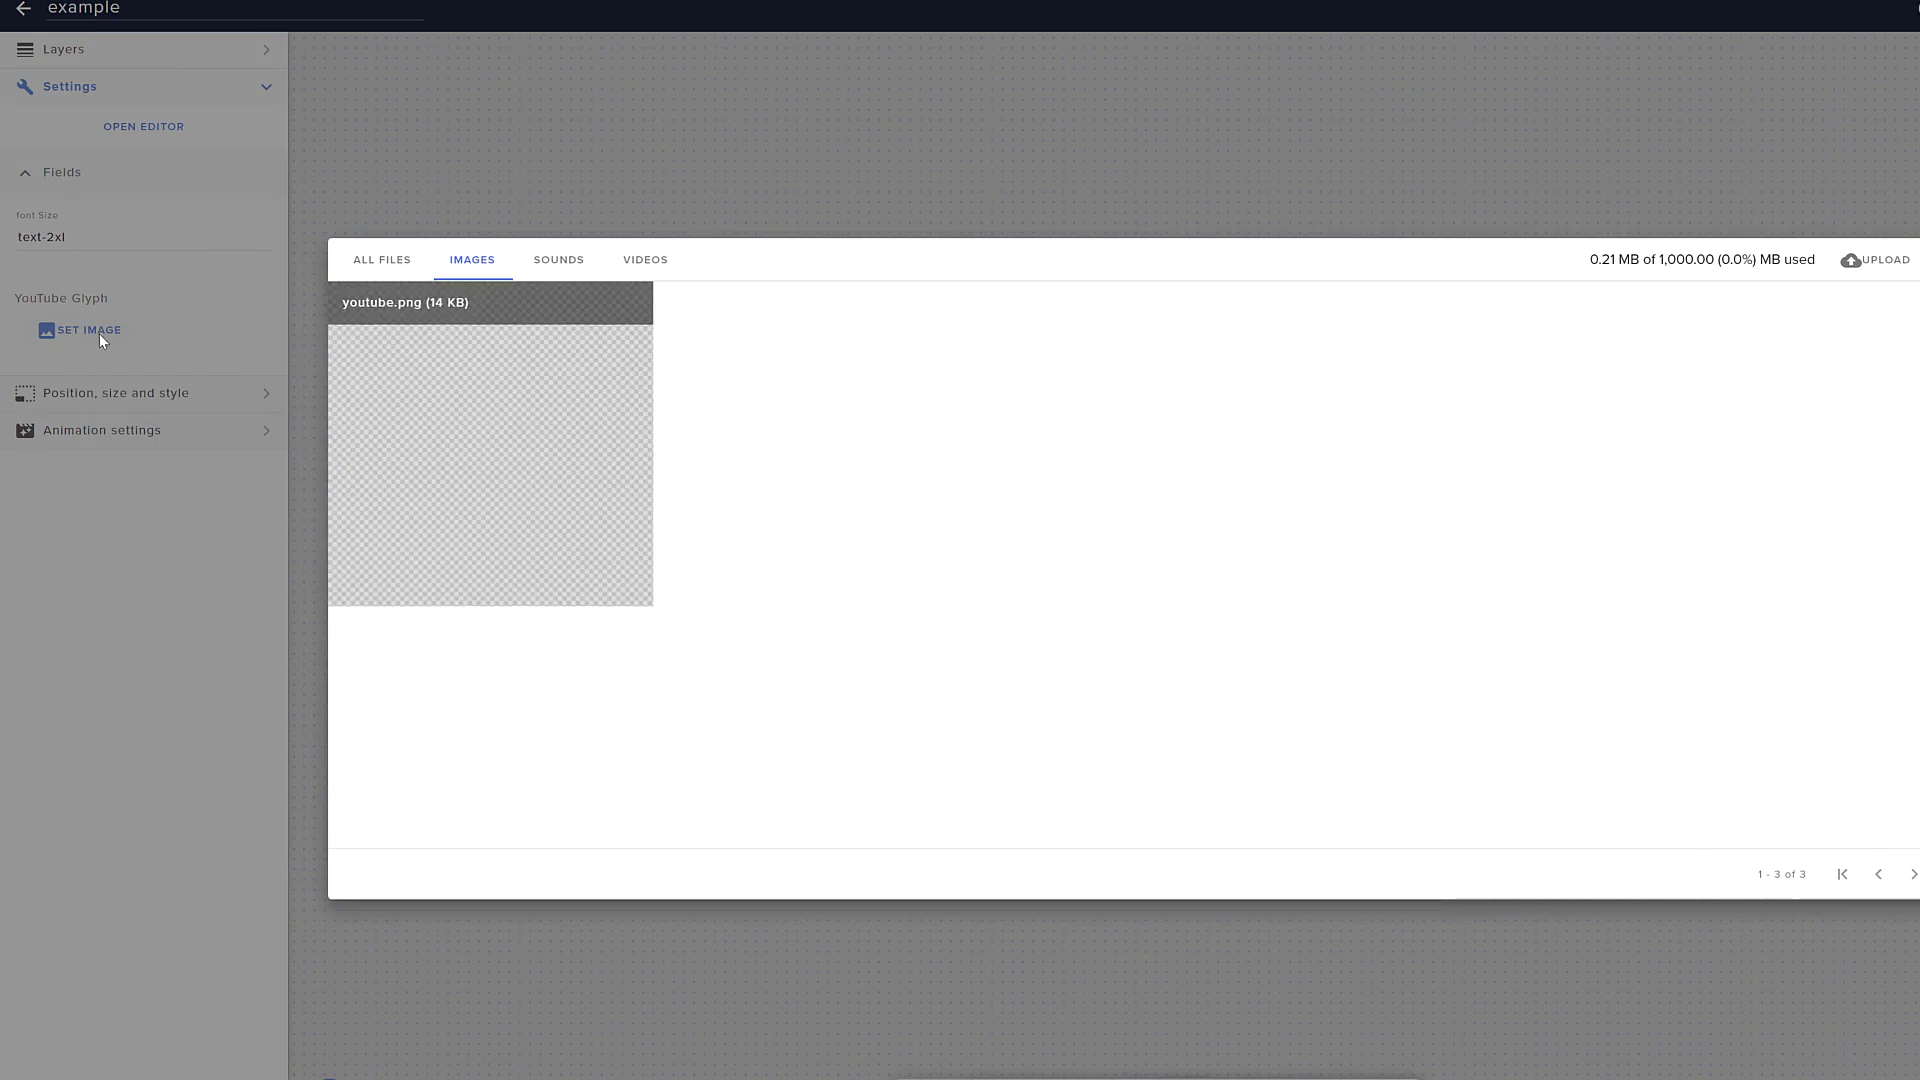 example
Layers
Settings
OPEN EDITOR
Fields
font Size
text-2xl
YouTube Glyph
SET IMAGE
Position, size and style
Animation settings
ALL FILES
IMAGES
SOUNDS
VIDEOS
0.21 MB of 1,000.00 (0.0%) MB used
UPLOAD
youtube.png (14 KB)
1 - 3 of 3